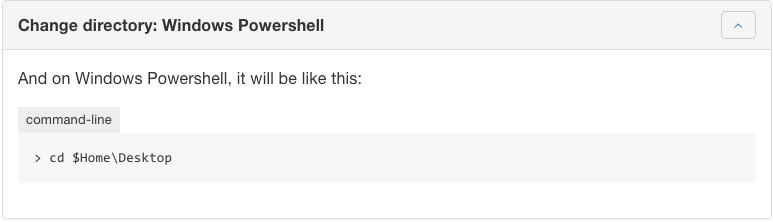 Change directory: Windows Powershell
And on Windows Powershell, it will be like this:
command-line
> cd $Home\Desktop